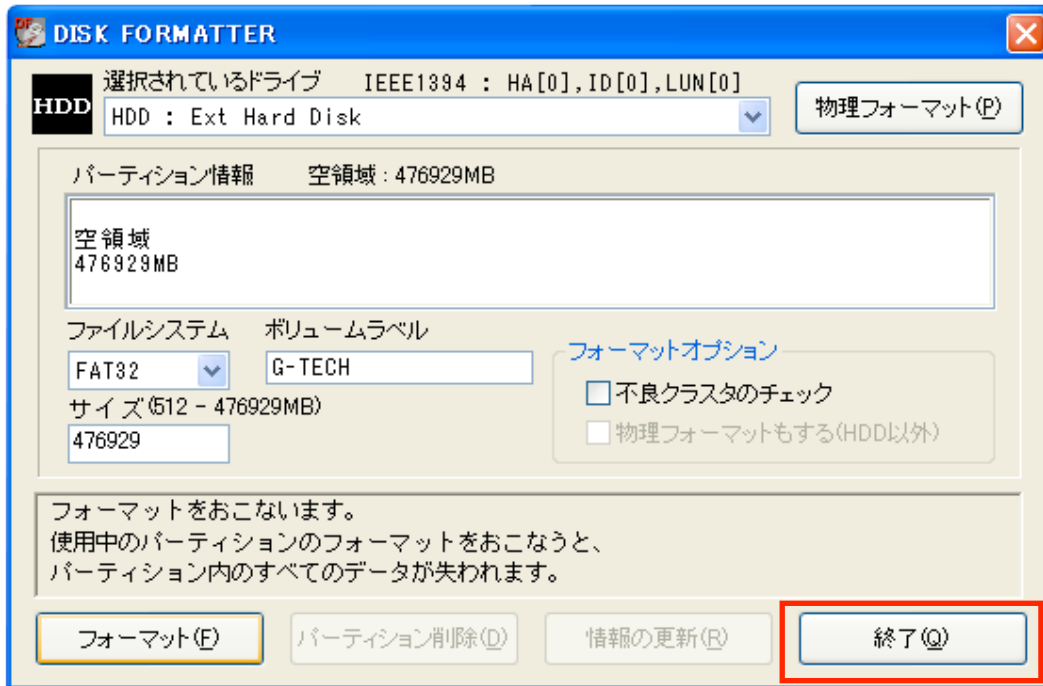 DISK FORMATTER
選択されているドライブ IEEE1394 : HA[0],ID[0],LUN[0]
HDD
HDD : Ext Hard Disk
物理フォーマット(P)
パーティション情報 空領域 : 476929MB
空領域
476929MB
ファイルシステム ボリュームラベル
FAT32 G-TECH
フォーマットオプション
不良クラスタのチェック
サイズ(512 - 476929MB)
476929
物理フォーマットもする(HDD以外)
フォーマットをおこないます。
使用中のパーティションのフォーマットをおこなうと、
パーティション内のすべてのデータが失われます。
フォーマット(F) パーティション削除(D) 情報の更新(R) 終了(Q)